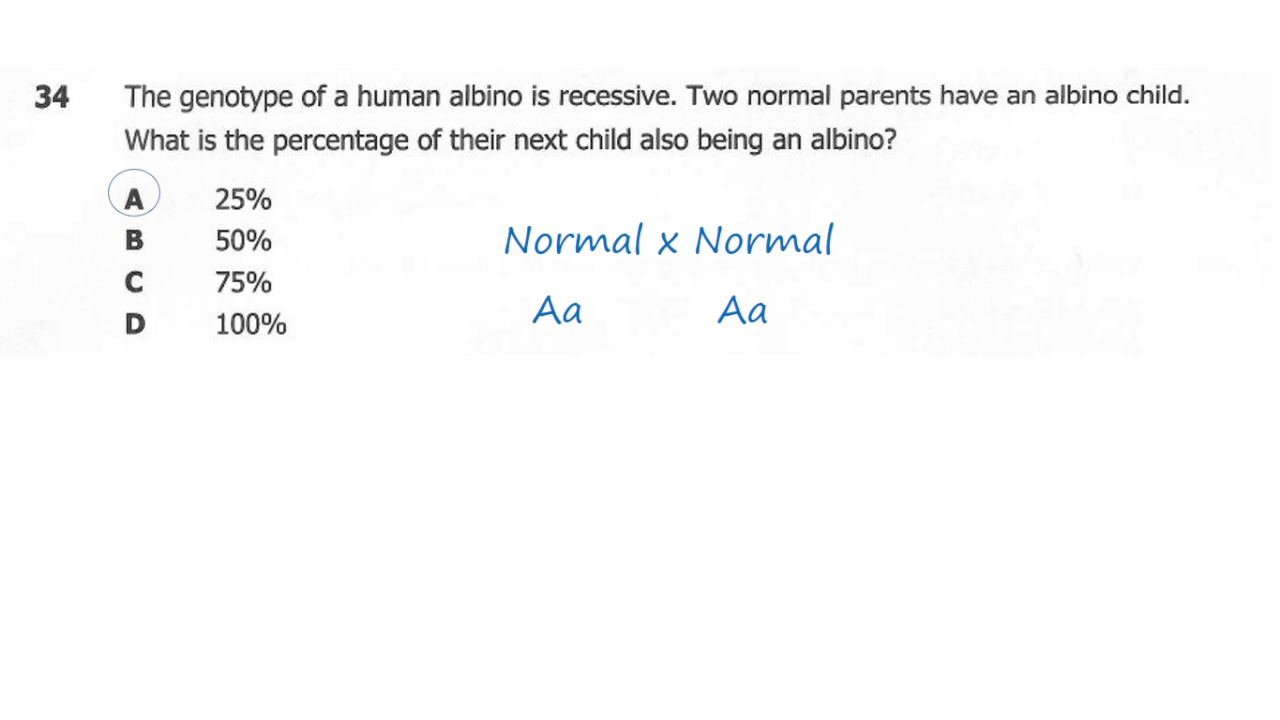 34 The genotype of a human albino is recessive. Two normal parents have an albino child.
What is the percentage of their next child also being an albino?
A 25%
B 50%
C 75%
D 100%
Normal x Normal
Aa Aa